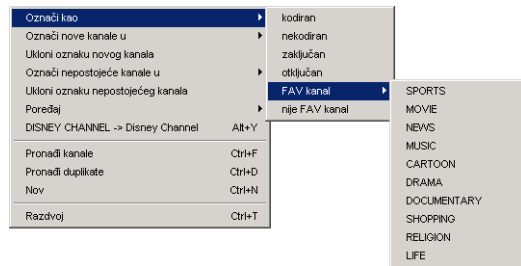 Označi kao
Označi nove kanale u
Ukloni oznaku novog kanala
Označi nepostojeće kanale u
Ukloni oznaku nepostojećeg kanala
Poređaj
DISNEY CHANNEL -> Disney Channel Alt+Y
Pronađi kanale Ctrl+F
Pronađi duplikate Ctrl+D
Nov Ctrl+N
Razdvoj Ctrl+T
kodiran
nekodiran
zaključan
otključan
FAV kanal
nije FAV kanal
SPORTS
MOVIE
NEWS
MUSIC
CARTOON
DRAMA
DOCUMENTARY
SHOPPING
RELIGION
LIFE